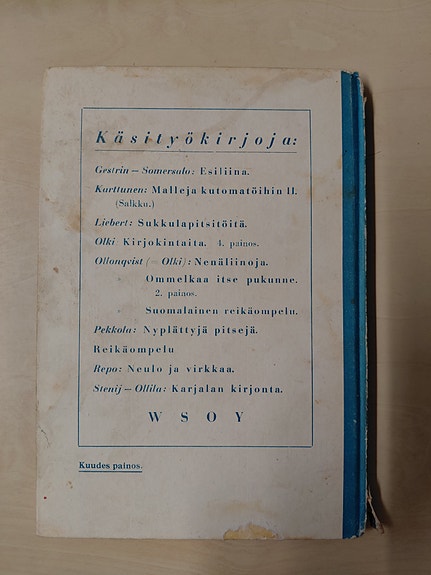 Käsityökirjoja:
Gestrin — Somersalo: Esiliina.
Karttunen: Malleja kutomatöihin II.
(Salkku.)
Liebert: Sukkulapitsitöitä.
Olki Kirjokintaita. 4. painos.
Ollonqvist (— Olki): Nenäliinoja.
Ommelkaa itse pukunne.
2. painos.
Suomalainen reikäompelu.
Pekkola: Nyplättyjä pitsejä.
Reikäompelu
Repo: Neulo ja virkkaa.
Stenij — Ollila: Karjalan kirjonta.
WSOY
Kuudes painos.